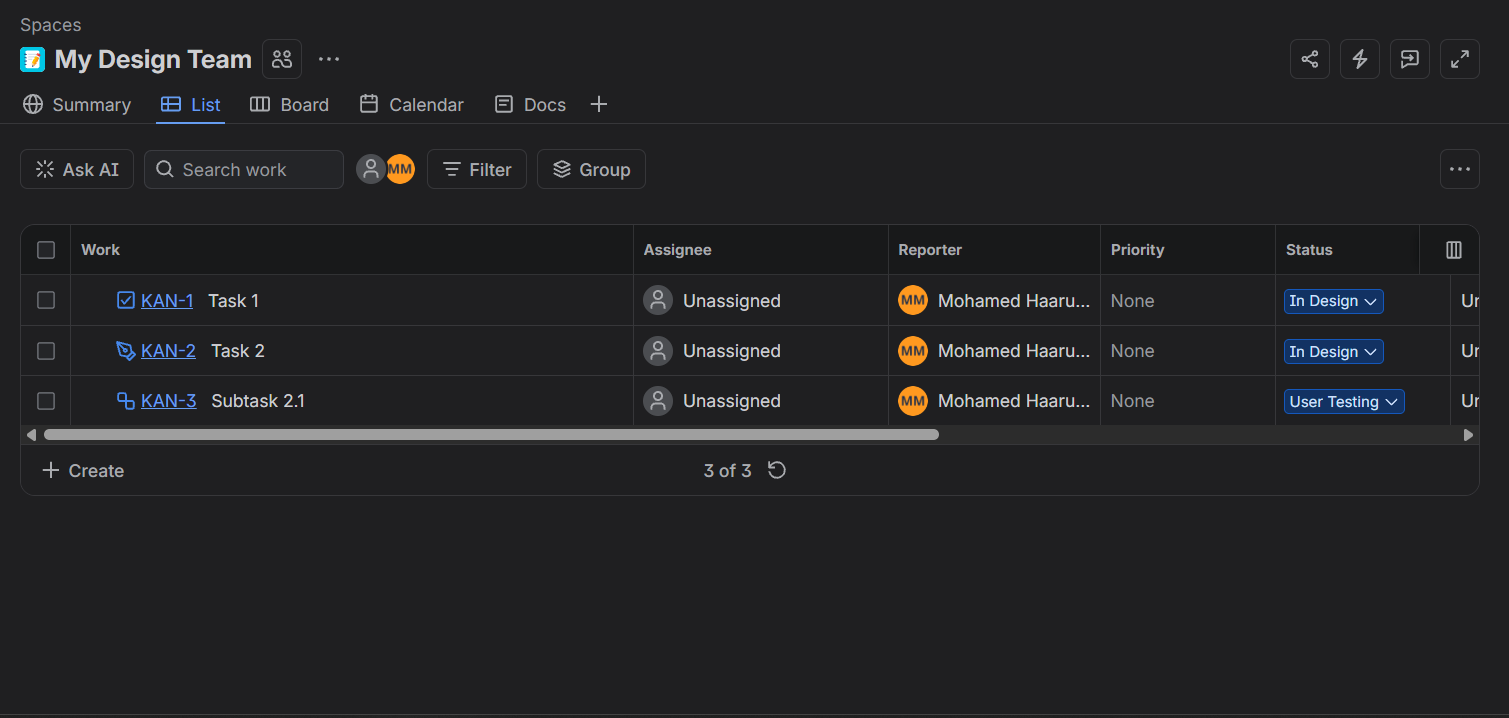 Spaces
My Design Team
Summary List Board Calendar Docs
Ask AI Search work MM Filter Group
Work Assignee Reporter Priority Status
KAN-1 Task 1 Unassigned MM Mohamed Haaru... None In Design Ur
KAN-2 Task 2 Unassigned MM Mohamed Haaru... None In Design Ur
KAN-3 Subtask 2.1 Unassigned MM Mohamed Haaru... None User Testing Ur
Create 3 of 3